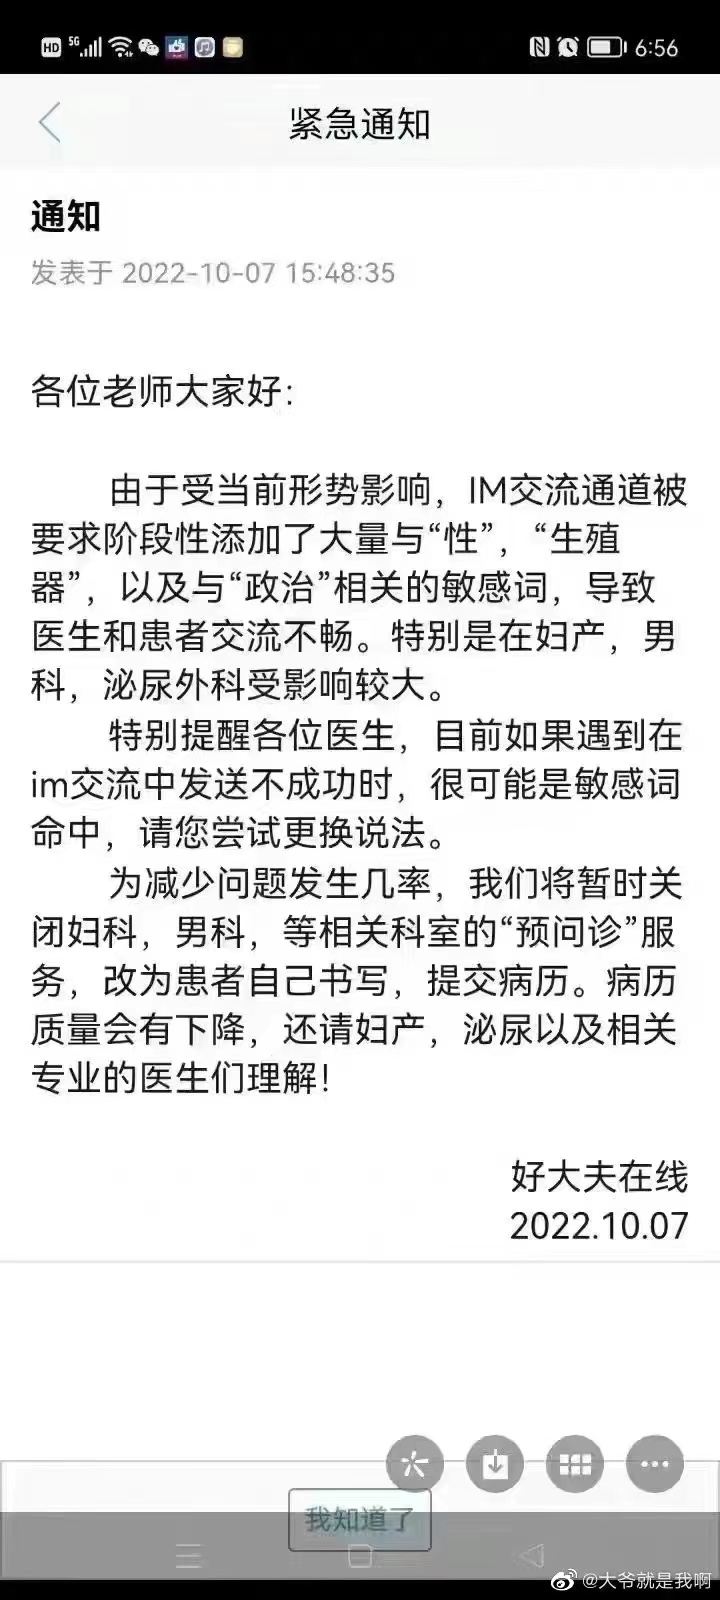 HD 5G 6:56
紧急通知
通知
发表于 2022-10-07 15:48:35
各位老师大家好：
由于受当前形势影响，IM交流通道被
要求阶段性添加了大量与“性”，“生殖
器”，以及与“政治”相关的敏感词，导致
医生和患者交流不畅。特别是在妇产，男
科，泌尿外科受影响较大。
特别提醒各位医生，目前如果遇到在
im交流中发送不成功时，很可能是敏感词
命中，请您尝试更换说法。
为减少问题发生几率，我们将暂时关
闭妇科，男科，等相关科室的“预问诊”服
务，改为患者自己书写，提交病历。病历
质量会有下降，还请妇产，泌尿以及相关
专业的医生们理解！
好大夫在线
2022.10.07
我知道了
@大爷就是我啊